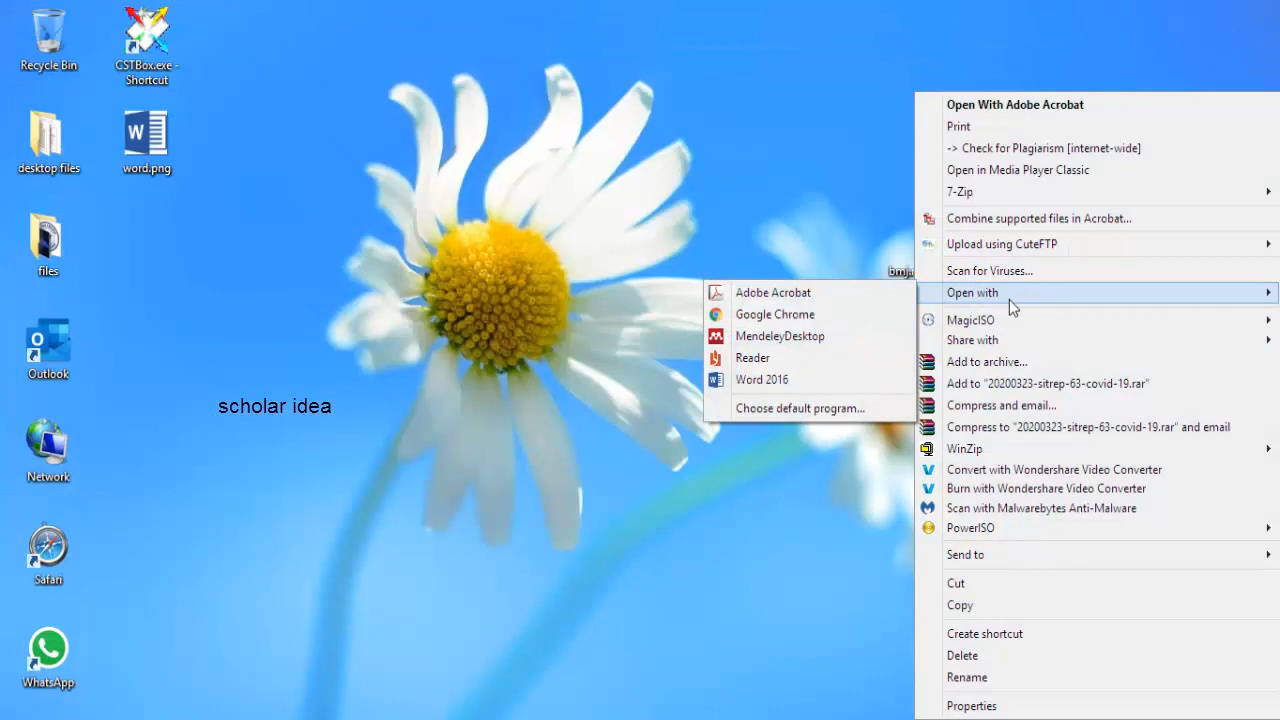 Recycle Bin
CSTBox.exe -
Shortcut
desktop files
word.png
files
Outlook
Network
Safari
WhatsApp
scholar idea
Adobe Acrobat
Google Chrome
MendeleyDesktop
Reader
Word 2016
Choose default program...
Open With Adobe Acrobat
Print
-> Check for Plagiarism [internet-wide]
Open in Media Player Classic
7-Zip
Combine supported files in Acrobat...
Upload using CuteFTP
Scan for Viruses...
Open with
MagicISO
Share with
Add to archive...
Add to "20200323-sitrep-63-covid-19.rar"
Compress and email...
Compress to "20200323-sitrep-63-covid-19.rar" and email
WinZip
Convert with Wondershare Video Converter
Burn with Wondershare Video Converter
Scan with Malwarebytes Anti-Malware
PowerISO
Send to
Cut
Copy
Create shortcut
Delete
Rename
Properties